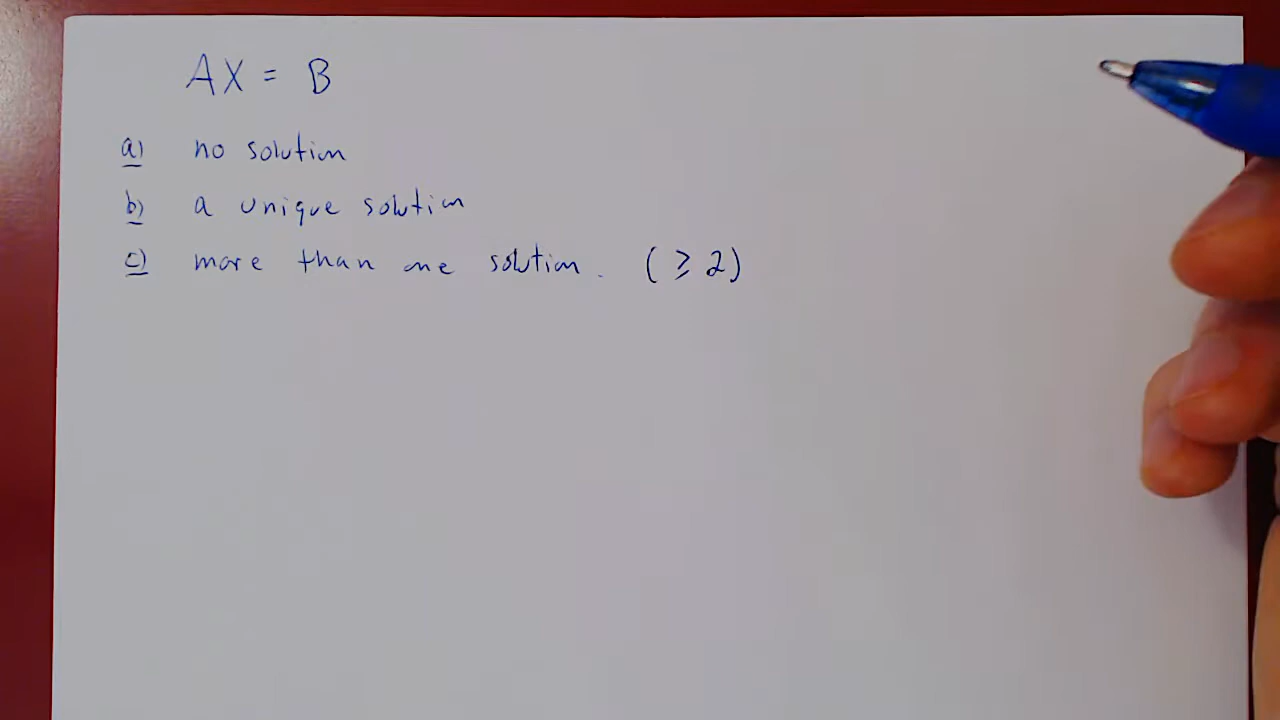 AX = B
a) no solution
b) a unique solution
c) more than one solution. (≥ 2)